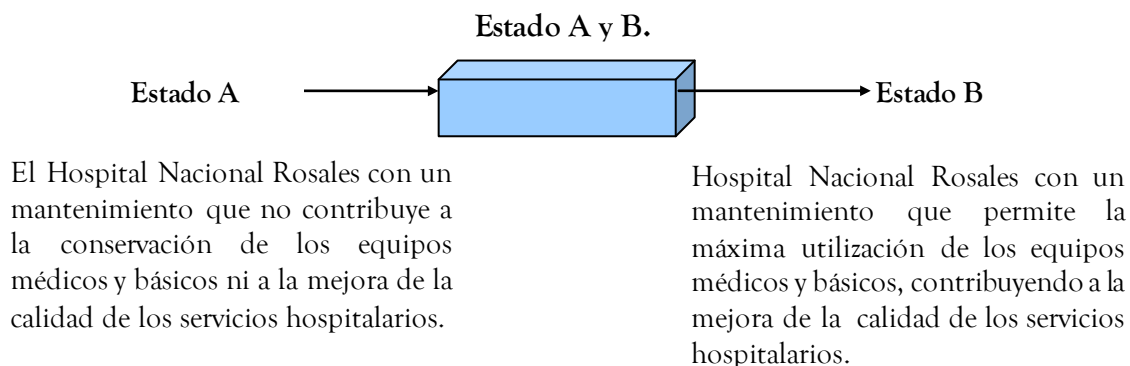 Estado A y B.
Estado A
Estado B
El Hospital Nacional Rosales con un
mantenimiento que no contribuye a
la conservación de los equipos
médicos y básicos ni a la mejora de la
calidad de los servicios hospitalarios.
Hospital Nacional Rosales con un
mantenimiento que permite la
máxima utilización de los equipos
médicos y básicos, contribuyendo a la
mejora de la calidad de los servicios
hospitalarios.